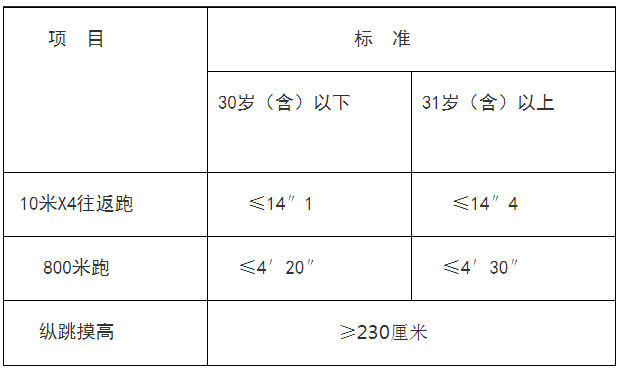 项 目 标 准
30岁（含）以下 31岁（含）以上
10米X4往返跑 ≤14″1 ≤14″4
800米跑 ≤4′20″ ≤4′30″
纵跳摸高 ≥230厘米